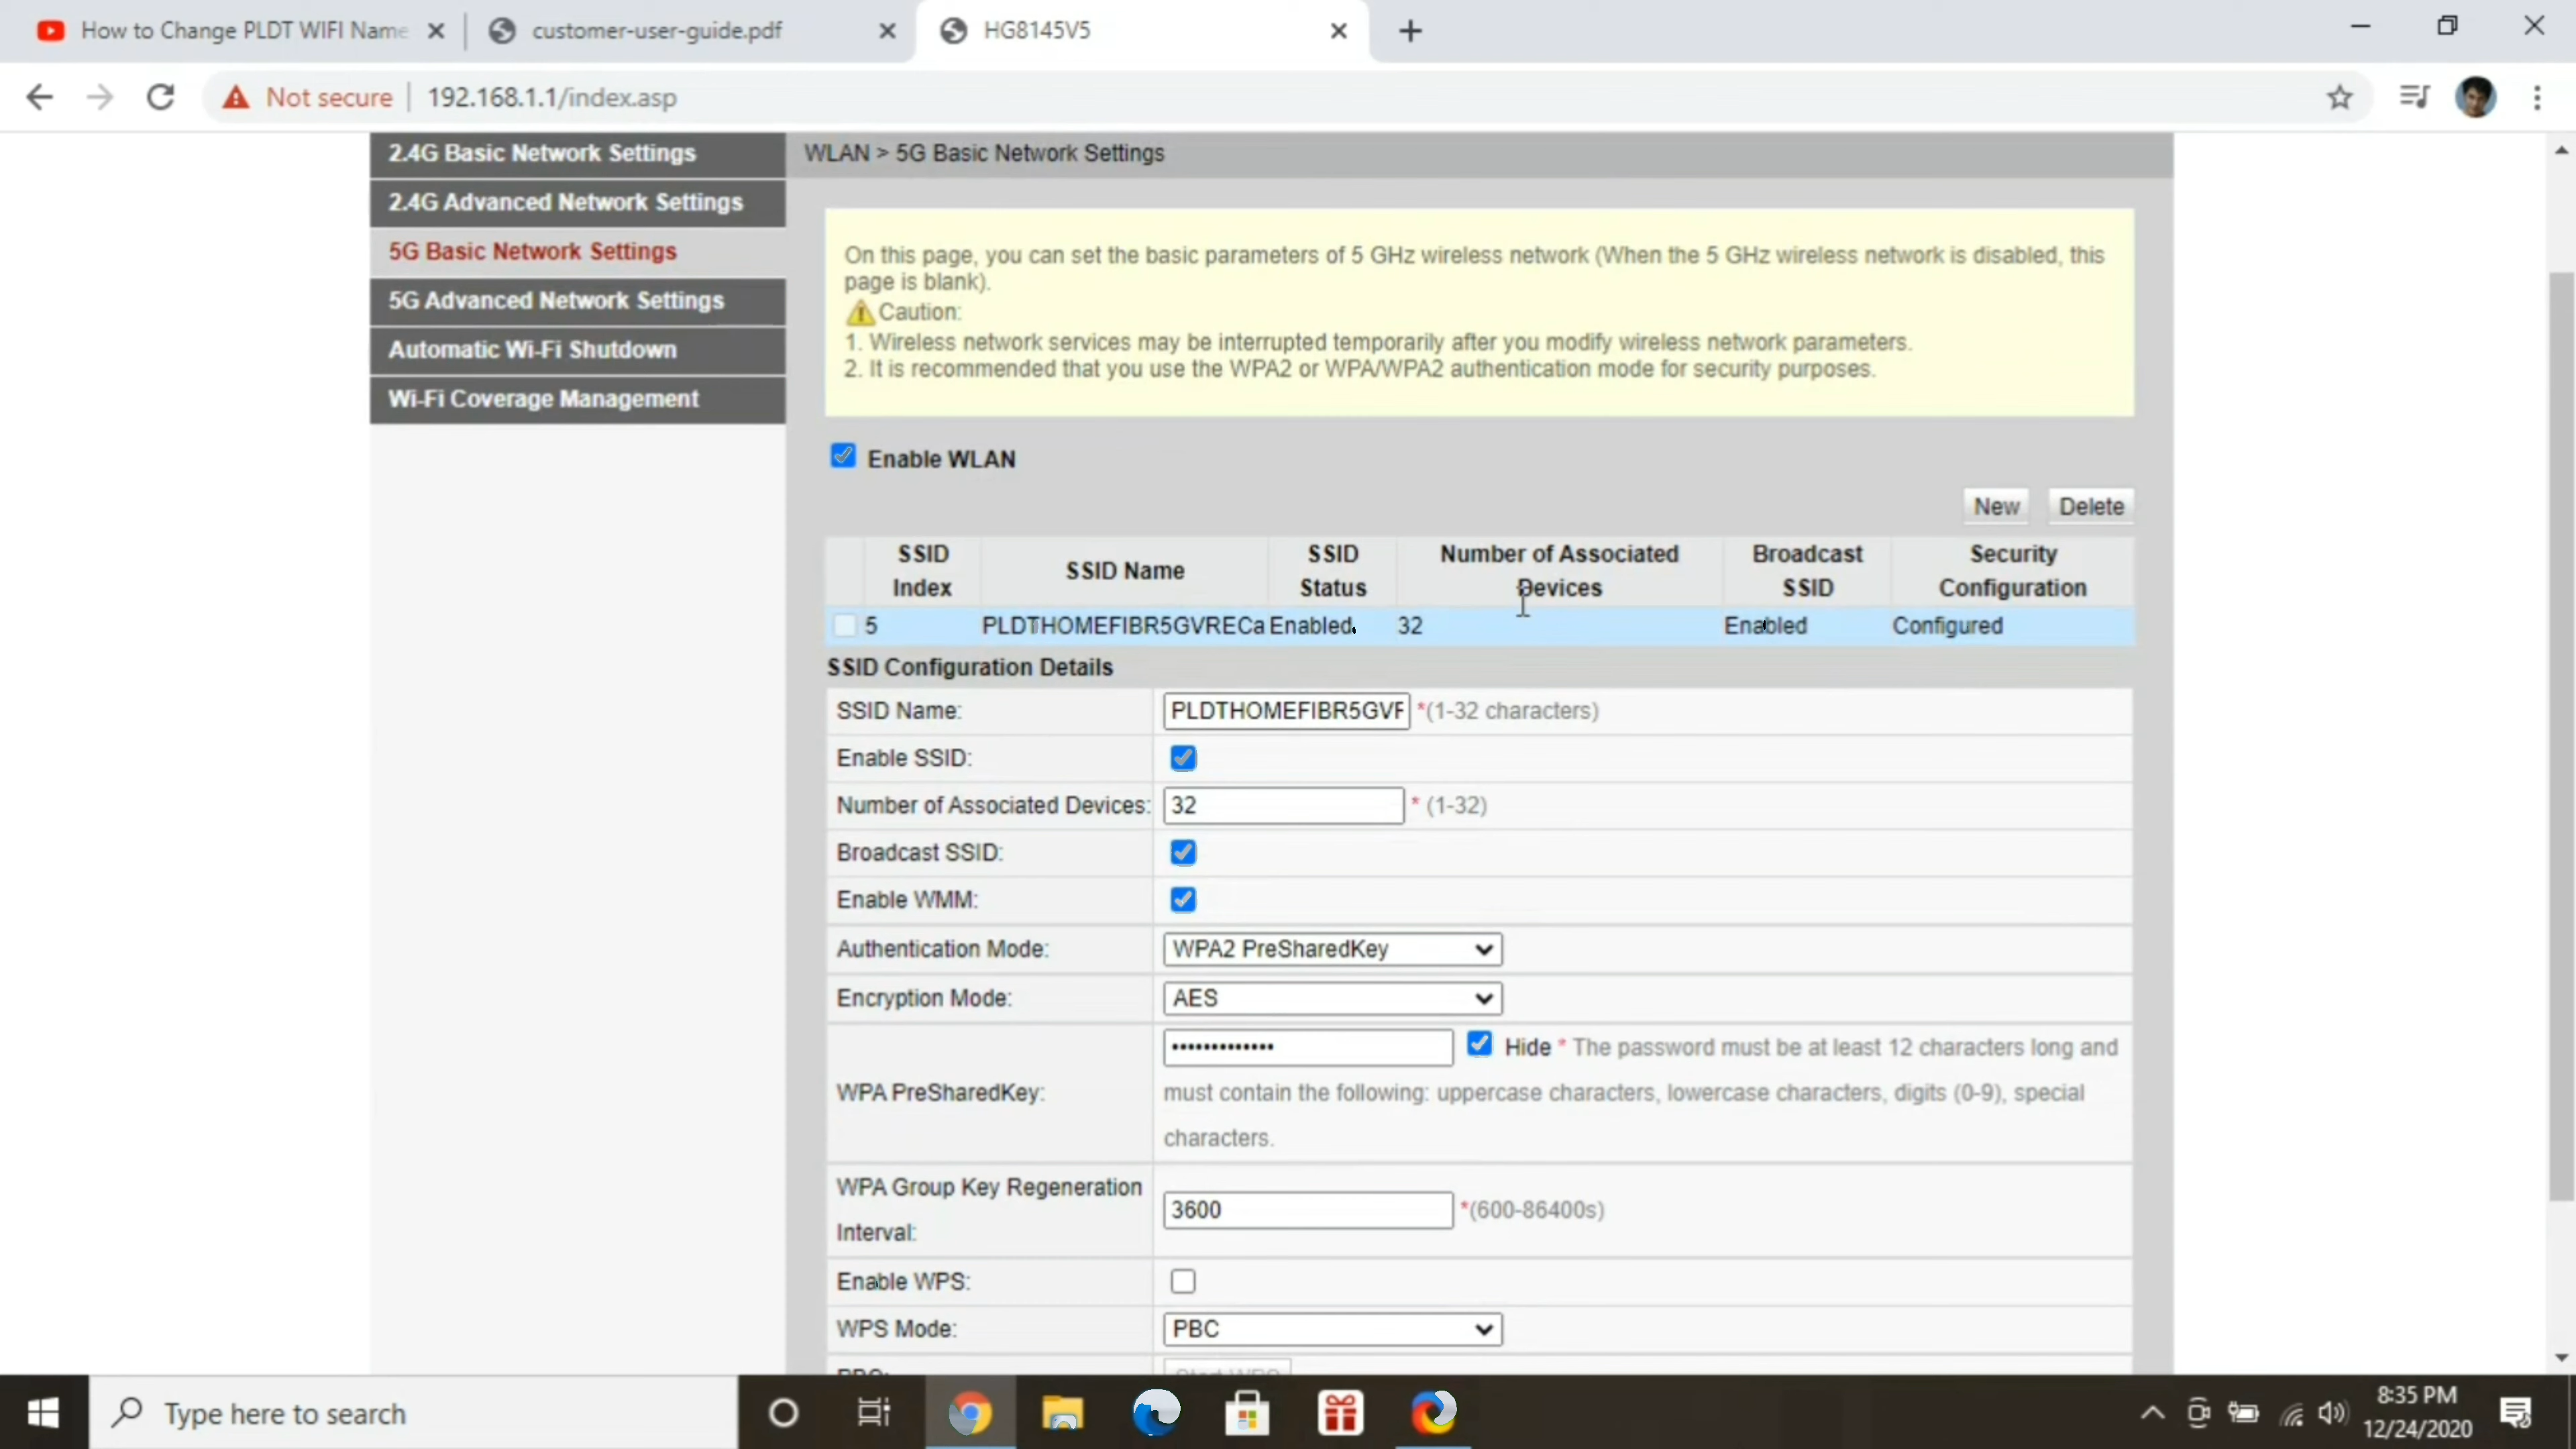 How to Change PLDT WIFI Name
customer-user-guide.pdf
HG8145V5
Not secure
192.168.1.1/index.asp
2.4G Basic Network Settings
2.4G Advanced Network Settings
5G Basic Network Settings
5G Advanced Network Settings
Automatic Wi-Fi Shutdown
Wi-Fi Coverage Management
WLAN > 5G Basic Network Settings
On this page, you can set the basic parameters of 5 GHz wireless network (When the 5 GHz wireless network is disabled, this
page is blank).
Caution:
1. Wireless network services may be interrupted temporarily after you modify wireless network parameters.
2. It is recommended that you use the WPA2 or WPA/WPA2 authentication mode for security purposes.
Enable WLAN
New Delete
SSID Index SSID Name SSID Status Number of Associated Devices Broadcast SSID Security Configuration
5 PLDTHOMEFIBR5GVRECa Enabled 32 Enabled Configured
SSID Configuration Details
SSID Name: PLDTHOMEFIBR5GVF *(1-32 characters)
Enable SSID:
Number of Associated Devices: 32 * (1-32)
Broadcast SSID:
Enable WMM:
Authentication Mode: WPA2 PreSharedKey
Encryption Mode: AES
WPA PreSharedKey: ••••••••••••• Hide * The password must be at least 12 characters long and
must contain the following: uppercase characters, lowercase characters, digits (0-9), special
characters.
WPA Group Key Regeneration
Interval: 3600 *(600-86400s)
Enable WPS:
WPS Mode: PBC
Type here to search
8:35 PM
12/24/2020